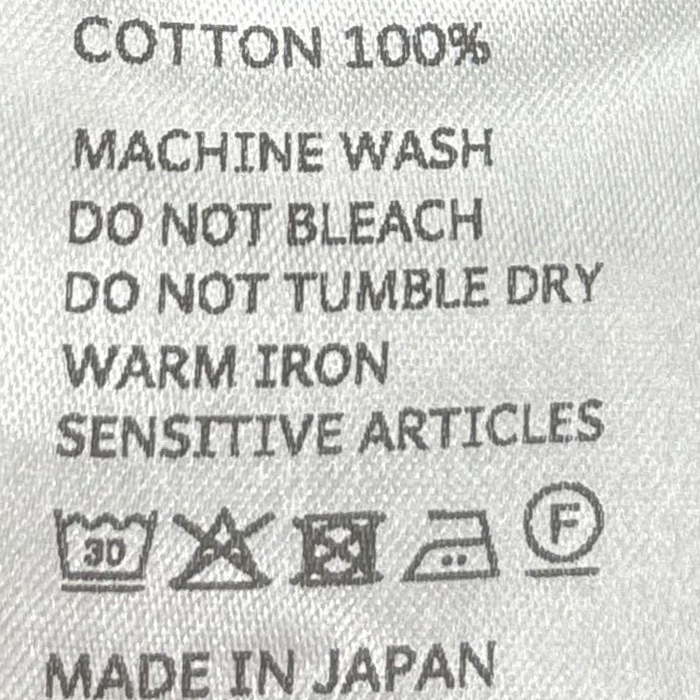 COTTON 100%
MACHINE WASH
DO NOT BLEACH
DO NOT TUMBLE DRY
WARM IRON
SENSITIVE ARTICLES
30 F
MADE IN JAPAN